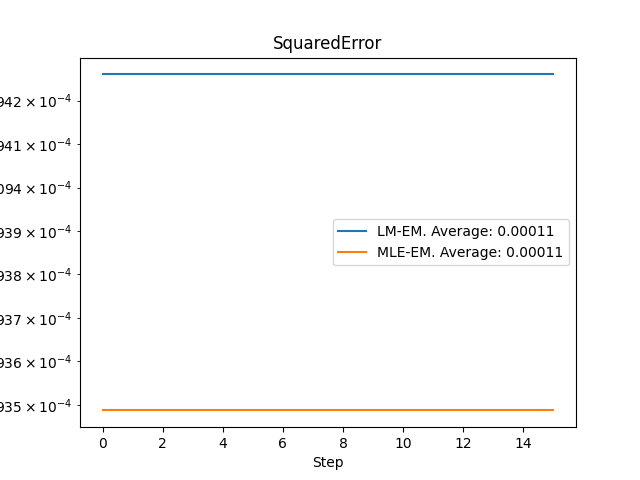 SquaredError
942 × 10⁻⁴
941 × 10⁻⁴
094 × 10⁻⁴
939 × 10⁻⁴
938 × 10⁻⁴
937 × 10⁻⁴
936 × 10⁻⁴
935 × 10⁻⁴
LM-EM. Average: 0.00011
MLE-EM. Average: 0.00011
0 2 4 6 8 10 12 14
Step